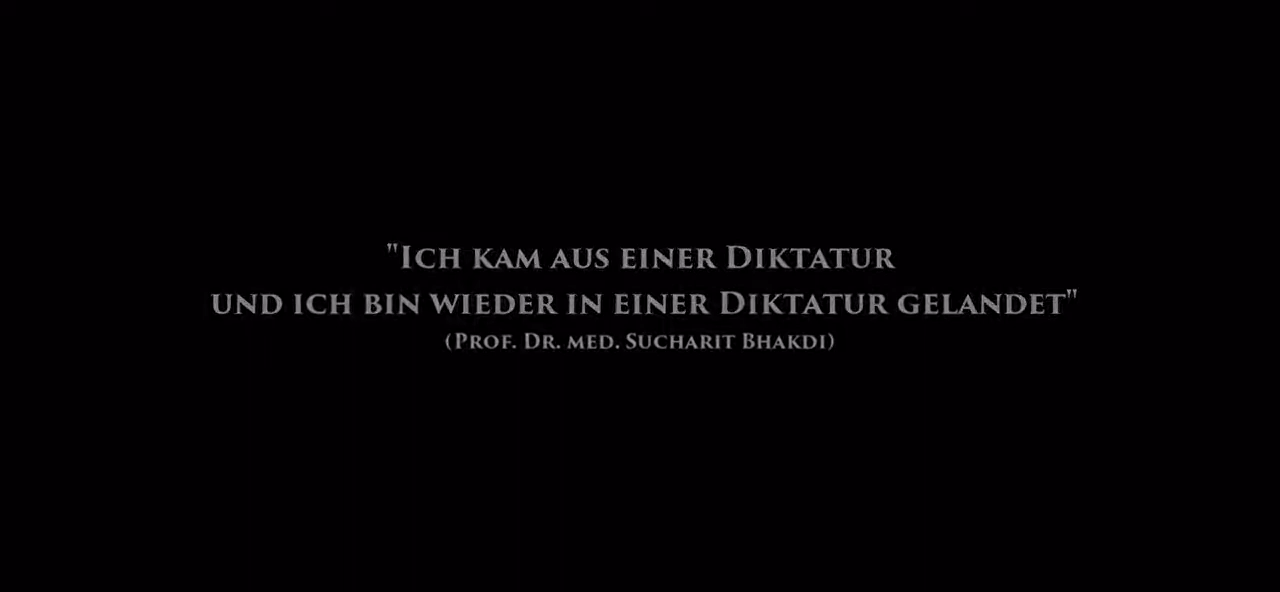 "Ich kam aus einer Diktatur
und ich bin wieder in einer Diktatur gelandet"
(Prof. Dr. med. Sucharit Bhakdi)